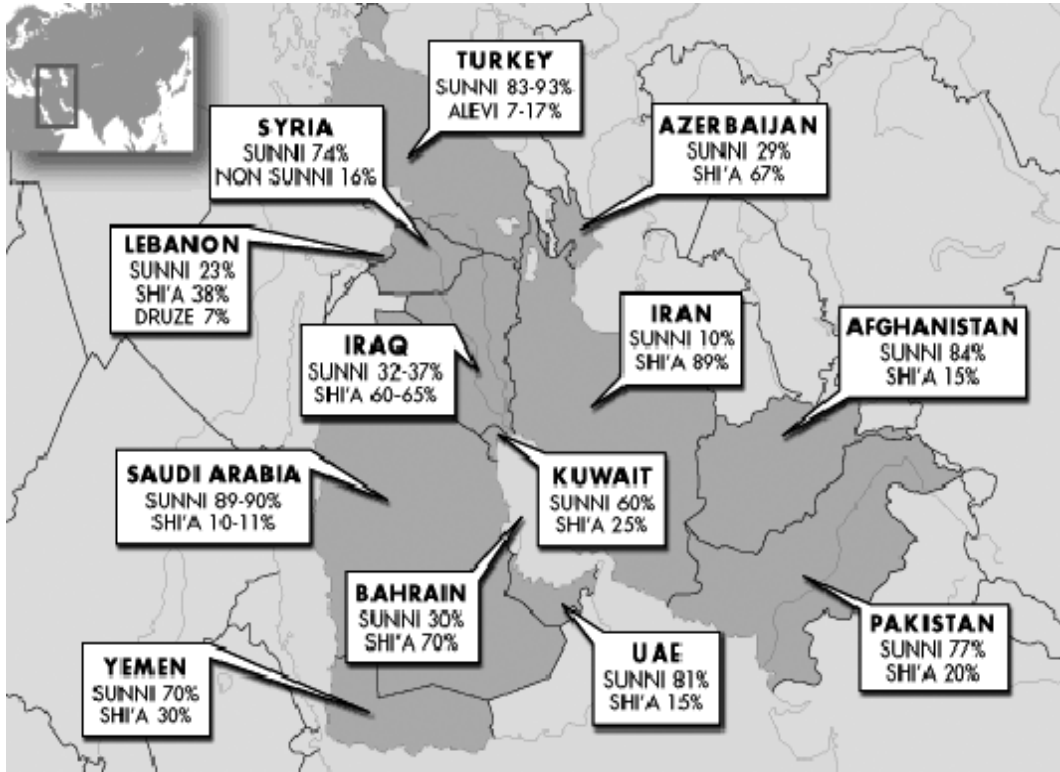 TURKEY
SUNNI 83-93%
ALEVI 7-17%
SYRIA
SUNNI 74%
NON SUNNI 16%
AZERBAIJAN
SUNNI 29%
SHI'A 67%
LEBANON
SUNNI 23%
SHI'A 38%
DRUZE 7%
IRAQ
SUNNI 32-37%
SHI'A 60-65%
IRAN
SUNNI 10%
SHI'A 89%
AFGHANISTAN
SUNNI 84%
SHI'A 15%
SAUDI ARABIA
SUNNI 89-90%
SHI'A 10-11%
KUWAIT
SUNNI 60%
SHI'A 25%
BAHRAIN
SUNNI 30%
SHI'A 70%
UAE
SUNNI 81%
SHI'A 15%
PAKISTAN
SUNNI 77%
SHI'A 20%
YEMEN
SUNNI 70%
SHI'A 30%